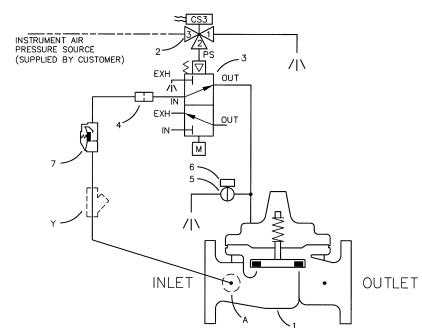 CS3
3 1
2
2
INSTRUMENT AIR
PRESSURE SOURCE
(SUPPLIED BY CUSTOMER)
PS
3
EXH
OUT
IN
EXH
OUT
IN
4
M
7
6
5
Y
INLET
OUTLET
A
1